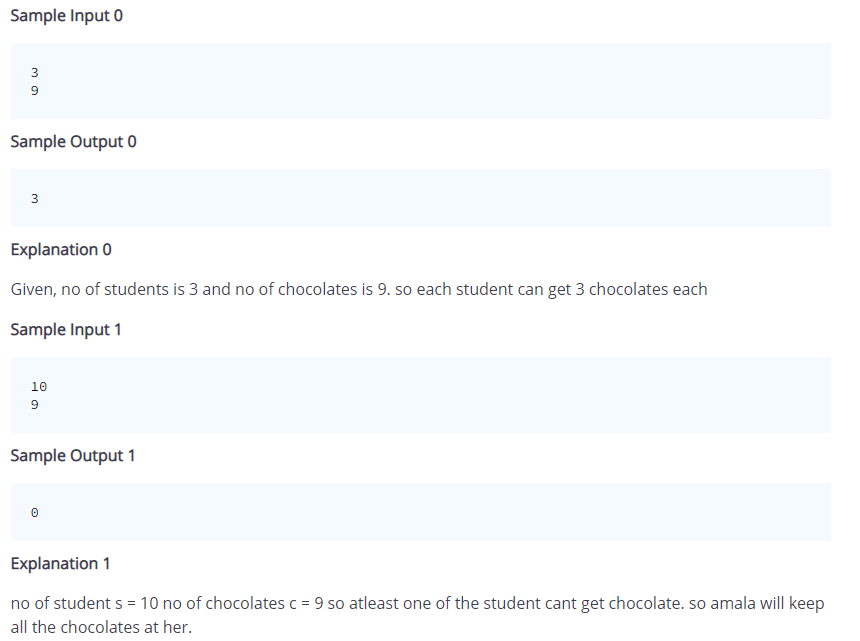 Sample Input 0
3
9
Sample Output 0
3
Explanation 0
Given, no of students is 3 and no of chocolates is 9. so each student can get 3 chocolates each
Sample Input 1
10
9
Sample Output 1
0
Explanation 1
no of student s = 10 no of chocolates c = 9 so atleast one of the student cant get chocolate. so amala will keep
all the chocolates at her.